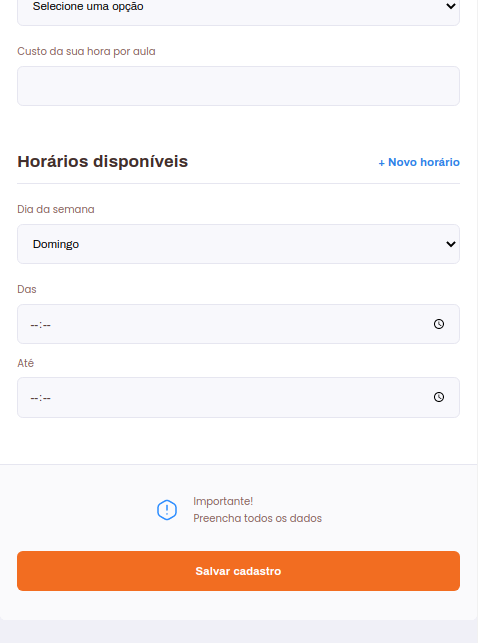 Selecione uma opção
Custo da sua hora por aula
Horários disponíveis
+ Novo horário
Dia da semana
Domingo
Das
--:--
Até
--:--
Importante!
Preencha todos os dados
Salvar cadastro